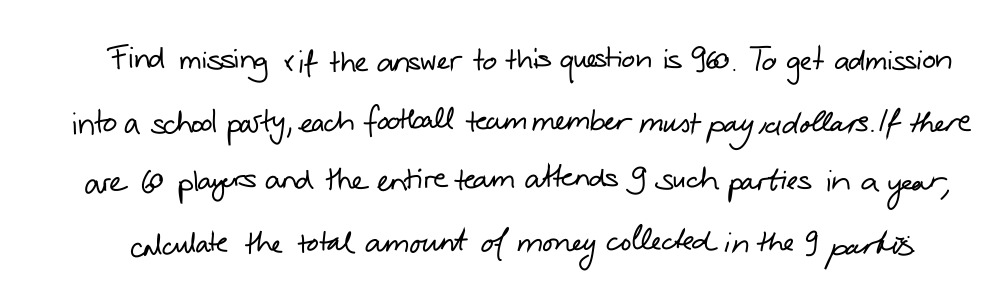 Find missing x if the answer to this question is 960. To get admission
into a school party, each football team member must pay dollars. If there
are 60 players and the entire team attends 9 such parties in a year,
calculate the total amount of money collected in the 9 partis